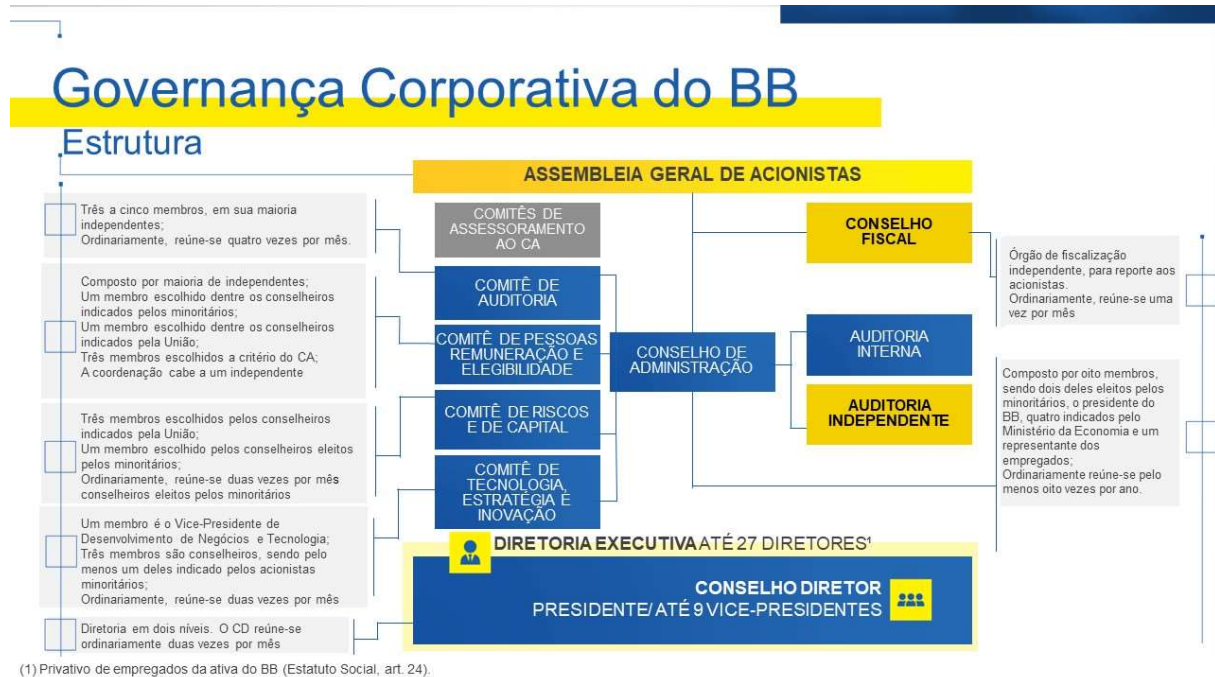 Governança Corporativa do BB
Estrutura
ASSEMBLEIA GERAL DE ACIONISTAS
Três a cinco membros, em sua maioria
independentes;
Ordinariamente, reúne-se quatro vezes por mês.
Composto por maioria de independentes;
Um membro escolhido dentre os conselheiros
indicados pelos minoritários;
Um membro escolhido dentre os conselheiros
indicados pela União;
Três membros escolhidos a critério do CA;
A coordenação cabe a um independente
Três membros escolhidos pelos conselheiros
indicados pela União;
Um membro escolhido pelos conselheiros eleitos
pelos minoritários;
Ordinariamente, reúne-se duas vezes por mês
conselheiros eleitos pelos minoritários
Um membro é o Vice-Presidente de
Desenvolvimento de Negócios e Tecnologia;
Três membros são conselheiros, sendo pelo
menos um deles indicado pelos acionistas
minoritários;
Ordinariamente, reúne-se duas vezes por mês
Diretoria em dois níveis. O CD reúne-se
ordinariamente duas vezes por mês
COMITÊS DE
ASSESSORAMENTO
AO CA
COMITÊ DE
AUDITORIA
COMITÊ DE PESSOAS
REMUNERAÇÃO E
ELEGIBILIDADE
COMITÊ DE RISCOS
E DE CAPITAL
COMITÊ DE
TECNOLOGIA,
ESTRATÉGIA E
INOVAÇÃO
CONSELHO DE
ADMINISTRAÇÃO
CONSELHO
FISCAL
AUDITORIA
INTERNA
AUDITORIA
INDEPENDENTE
Órgão de fiscalização
independente, para reporte aos
acionistas.
Ordinariamente, reúne-se uma
vez por mês
Composto por oito membros,
sendo dois deles eleitos pelos
minoritários, o presidente do
BB, quatro indicados pelo
Ministério da Economia e um
representante dos
empregados;
Ordinariamente reúne-se pelo
menos oito vezes por ano.
DIRETORIA EXECUTIVA ATÉ 27 DIRETORES¹
CONSELHO DIRETOR
PRESIDENTE/ ATÉ 9 VICE-PRESIDENTES
(1) Privativo de empregados da ativa do BB (Estatuto Social, art. 24).